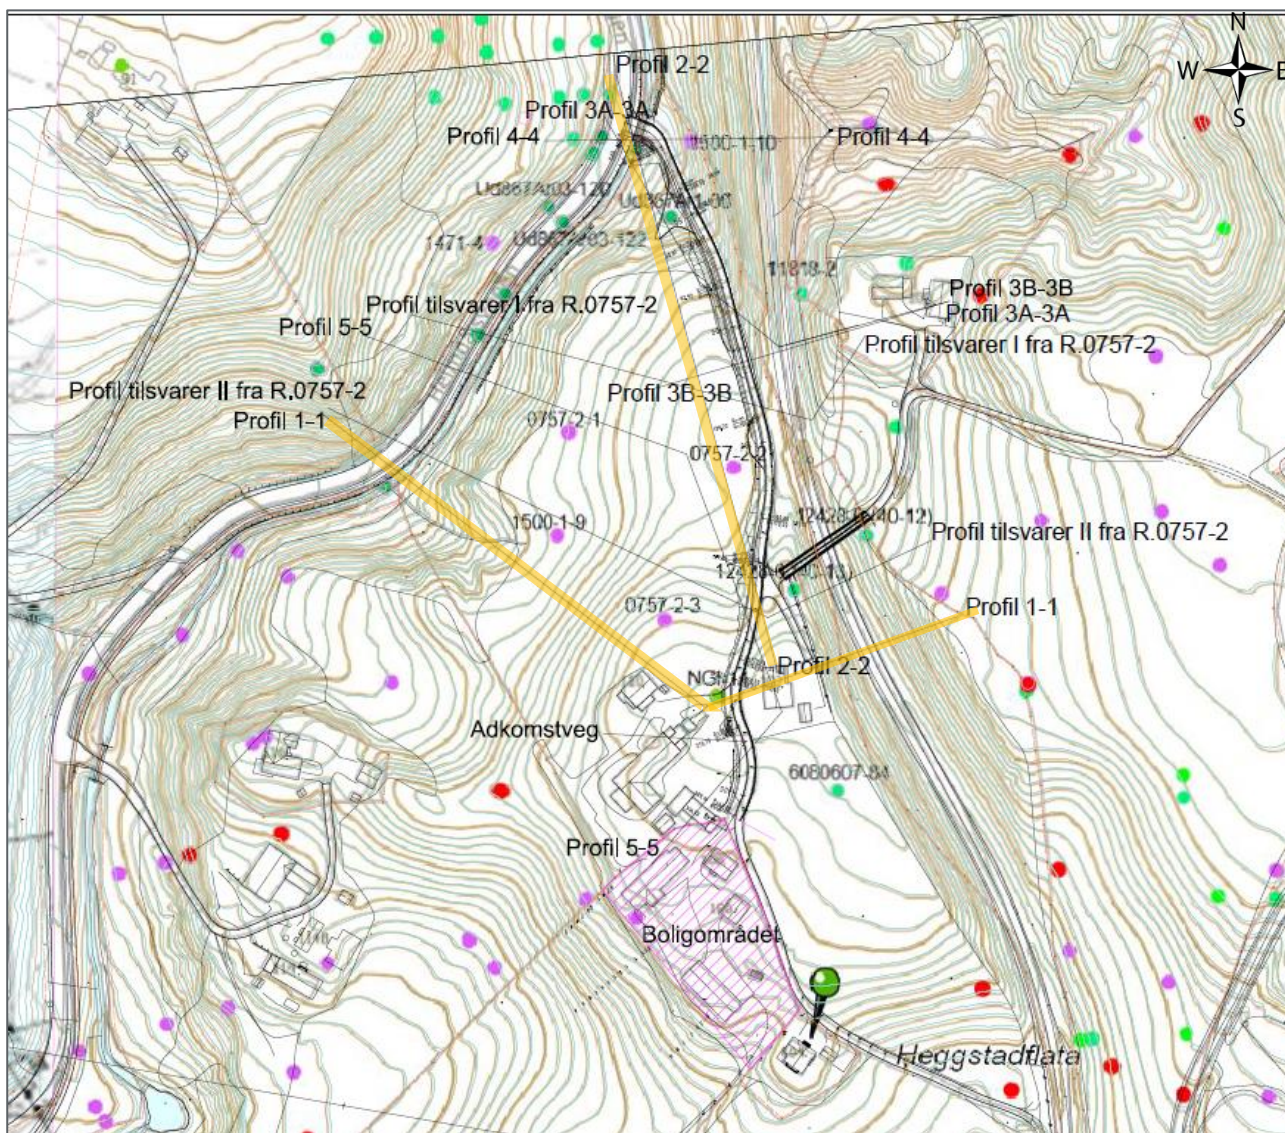 N
W
E
S
91
Profil 2-2
Profil 3A-3A
Profil 4-4
1500-1-10
Profil 4-4
1471-4
11818-2
Profil 3B-3B
Profil tilsvarer I fra R.0757-2
Profil 3A-3A
Profil 5-5
Profil tilsvarer I fra R.0757-2
Profil tilsvarer II fra R.0757-2
Profil 3B-3B
Profil 1-1
0757-2-1
0757-2-2
1500-1-9
Profil tilsvarer II fra R.0757-2
0757-2-3
Profil 1-1
Profil 2-2
Adkomstveg
6080607-84
Profil 5-5
Boligområdet
Heggstadflata